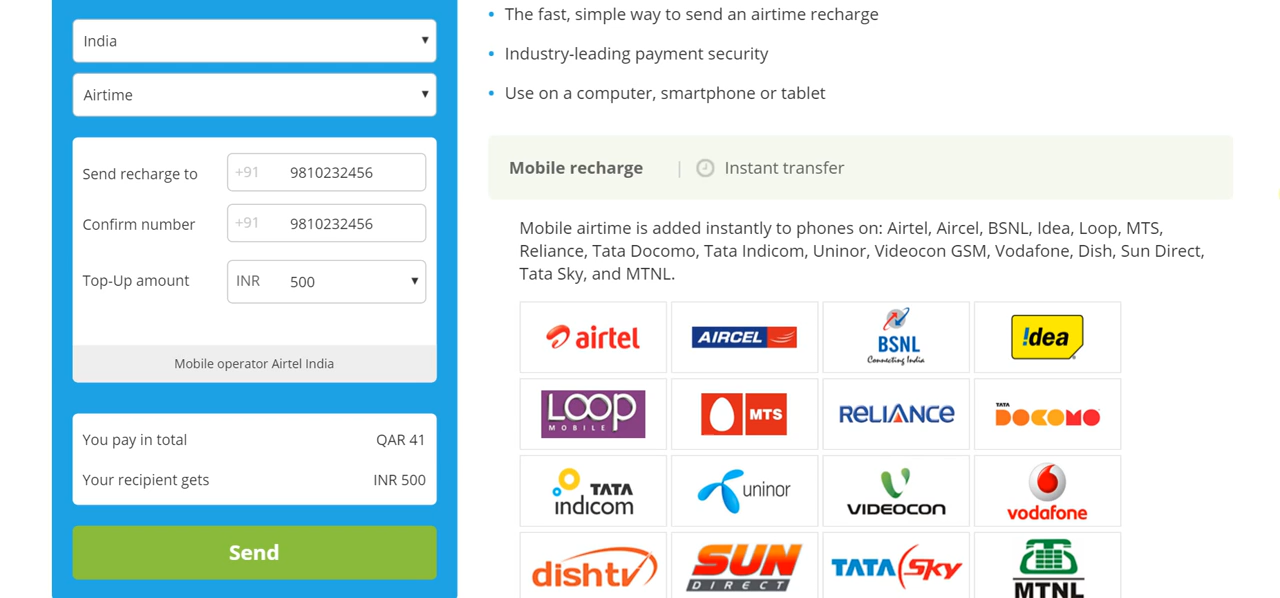 India
Airtime
Send recharge to +91 9810232456
Confirm number +91 9810232456
Top-Up amount INR 500
Mobile operator Airtel India
You pay in total QAR 41
Your recipient gets INR 500
Send
The fast, simple way to send an airtime recharge
Industry-leading payment security
Use on a computer, smartphone or tablet
Mobile recharge | Instant transfer
Mobile airtime is added instantly to phones on: Airtel, Aircel, BSNL, Idea, Loop, MTS,
Reliance, Tata Docomo, Tata Indicom, Uninor, Videocon GSM, Vodafone, Dish, Sun Direct,
Tata Sky, and MTNL.
airtel
AIRCEL
BSNL
Connecting India
!dea
LOOP
MOBILE
MTS
RELIANCE
TATA
DOCOMO
TATA
indicom
uninor
VIDEOCON
vodafone
dishtv
SUN
DIRECT
TATA Sky
MTNL